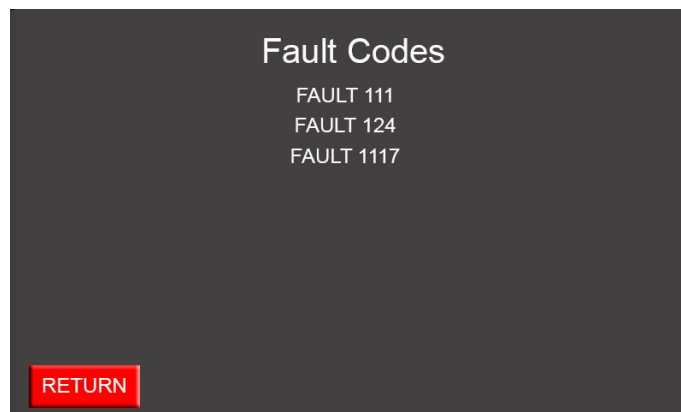 Fault Codes
FAULT 111
FAULT 124
FAULT 1117
RETURN